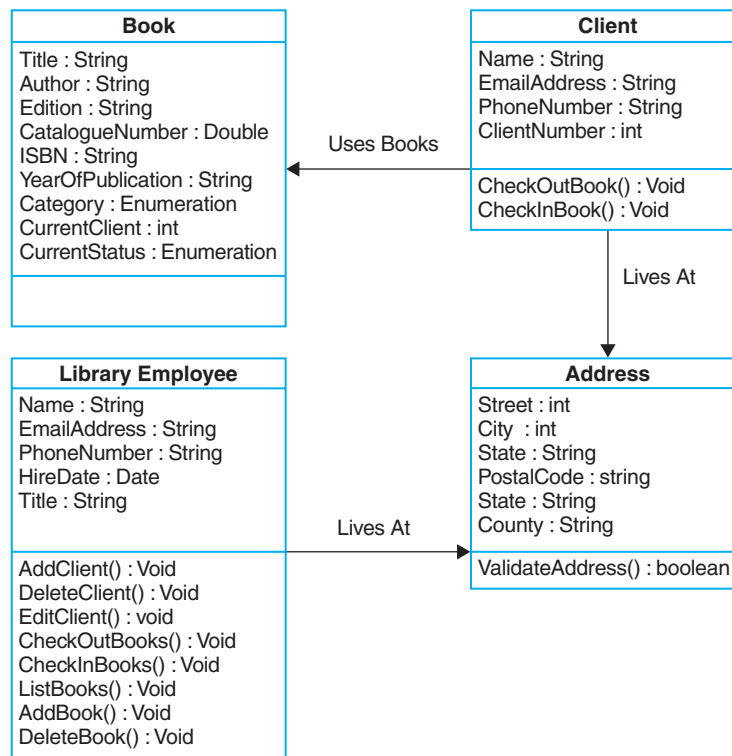 Book
Title : String
Author : String
Edition : String
CatalogueNumber : Double
ISBN : String
YearOfPublication : String
Category : Enumeration
CurrentClient : int
CurrentStatus : Enumeration
Uses Books
Client
Name : String
EmailAddress : String
PhoneNumber : String
ClientNumber : int
CheckOutBook() : Void
CheckInBook() : Void
Lives At
Library Employee
Name : String
EmailAddress : String
PhoneNumber : String
HireDate : Date
Title : String
AddClient() : Void
DeleteClient() : Void
EditClient() : void
CheckOutBooks() : Void
CheckInBooks() : Void
ListBooks() : Void
AddBook() : Void
DeleteBook() : Void
Lives At
Address
Street : int
City : int
State : String
PostalCode : string
State : String
County : String
ValidateAddress() : boolean